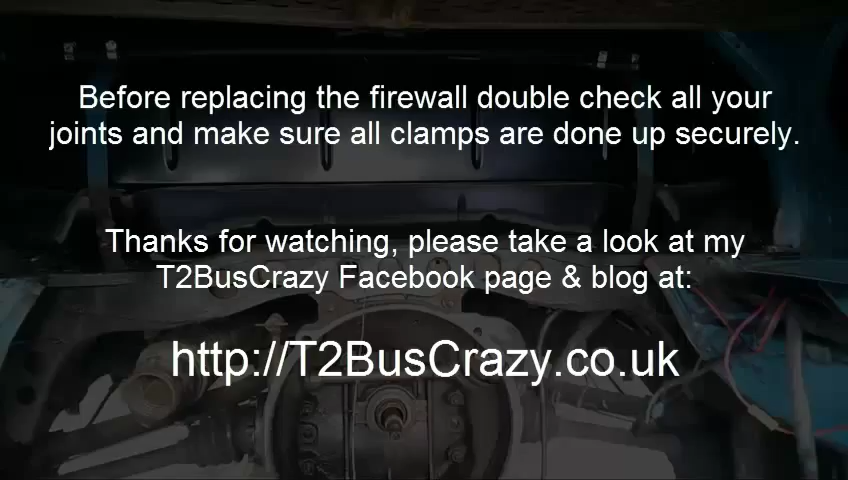 Before replacing the firewall double check all your
joints and make sure all clamps are done up securely.
Thanks for watching, please take a look at my
T2BusCrazy Facebook page & blog at:
http://T2BusCrazy.co.uk